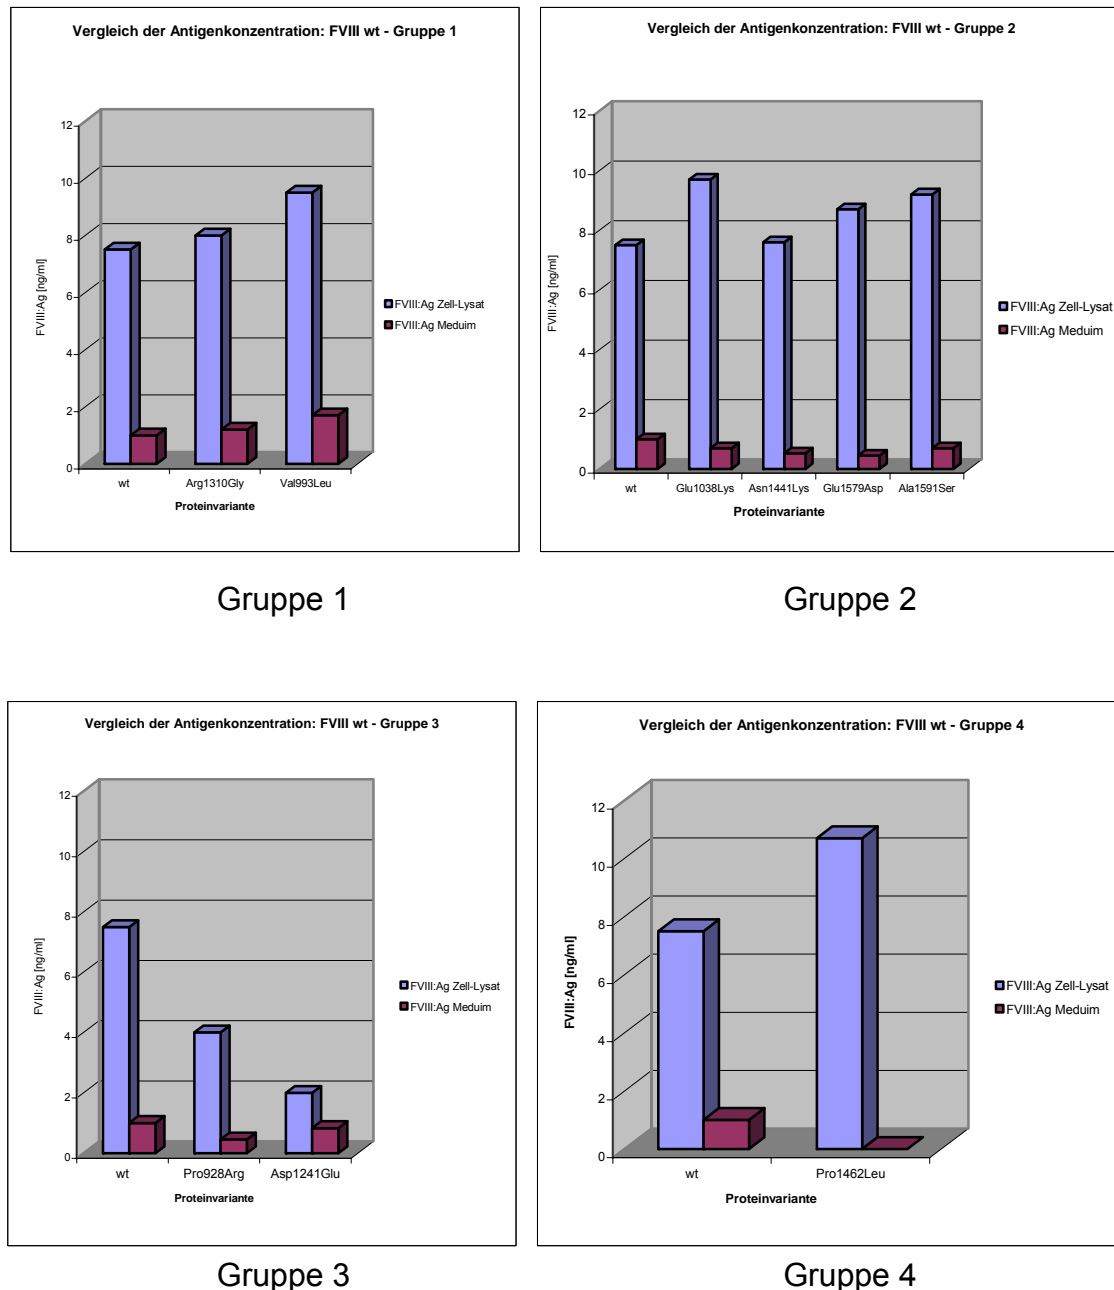 Vergleich der Antigenkonzentration: FVIII wt - Gruppe 1
12
10
8
6
4
2
0
FVIII:Ag [ng/ml]
wt Arg1310Gly Val993Leu
Proteinvariante
FVIII:Ag Zell-Lysat
FVIII:Ag Meduim
Gruppe 1
Vergleich der Antigenkonzentration: FVIII wt - Gruppe 2
12
10
8
6
4
2
0
FVIII:Ag [ng/ml]
wt Glu1038Lys Asn1441Lys Glu1579Asp Ala1591Ser
Proteinvariante
FVIII:Ag Zell-Lysat
FVIII:Ag Meduim
Gruppe 2
Vergleich der Antigenkonzentration: FVIII wt - Gruppe 3
12
10
8
6
4
2
0
FVIII:Ag [ng/ml]
wt Pro928Arg Asp1241Glu
Proteinvariante
FVIII:Ag Zell-Lysat
FVIII:Ag Meduim
Gruppe 3
Vergleich der Antigenkonzentration: FVIII wt - Gruppe 4
12
10
8
6
4
2
0
FVIII:Ag [ng/ml]
wt Pro1462Leu
Proteinvariante
FVIII:Ag Zell-Lysat
FVIII:Ag Meduim
Gruppe 4